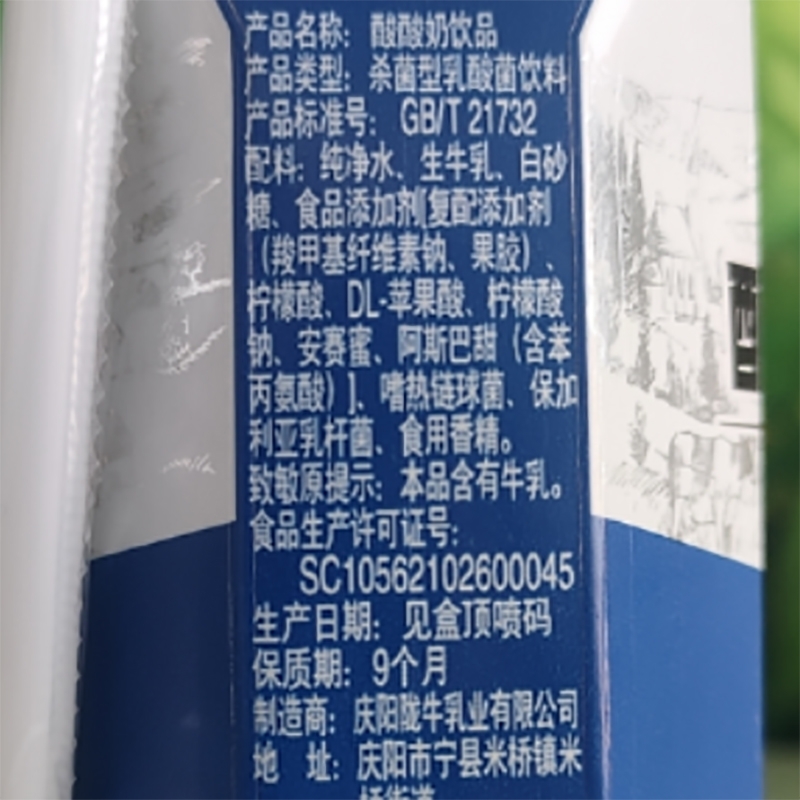 产品名称：酸酸奶饮品
产品类型：杀菌型乳酸菌饮料
产品标准号：GB/T 21732
配料：纯净水、生牛乳、白砂
糖、食品添加剂[复配添加剂
（羧甲基纤维素钠、果胶）、
柠檬酸、DL-苹果酸、柠檬酸
钠、安赛蜜、阿斯巴甜（含苯
丙氨酸）]、嗜热链球菌、保加
利亚乳杆菌、食用香精。
致敏原提示：本品含有牛乳。
食品生产许可证号：
SC10562102600045
生产日期：见盒顶喷码
保质期：9个月
制造商：庆阳陇牛乳业有限公司
地 址：庆阳市宁县米桥镇米
桥街道